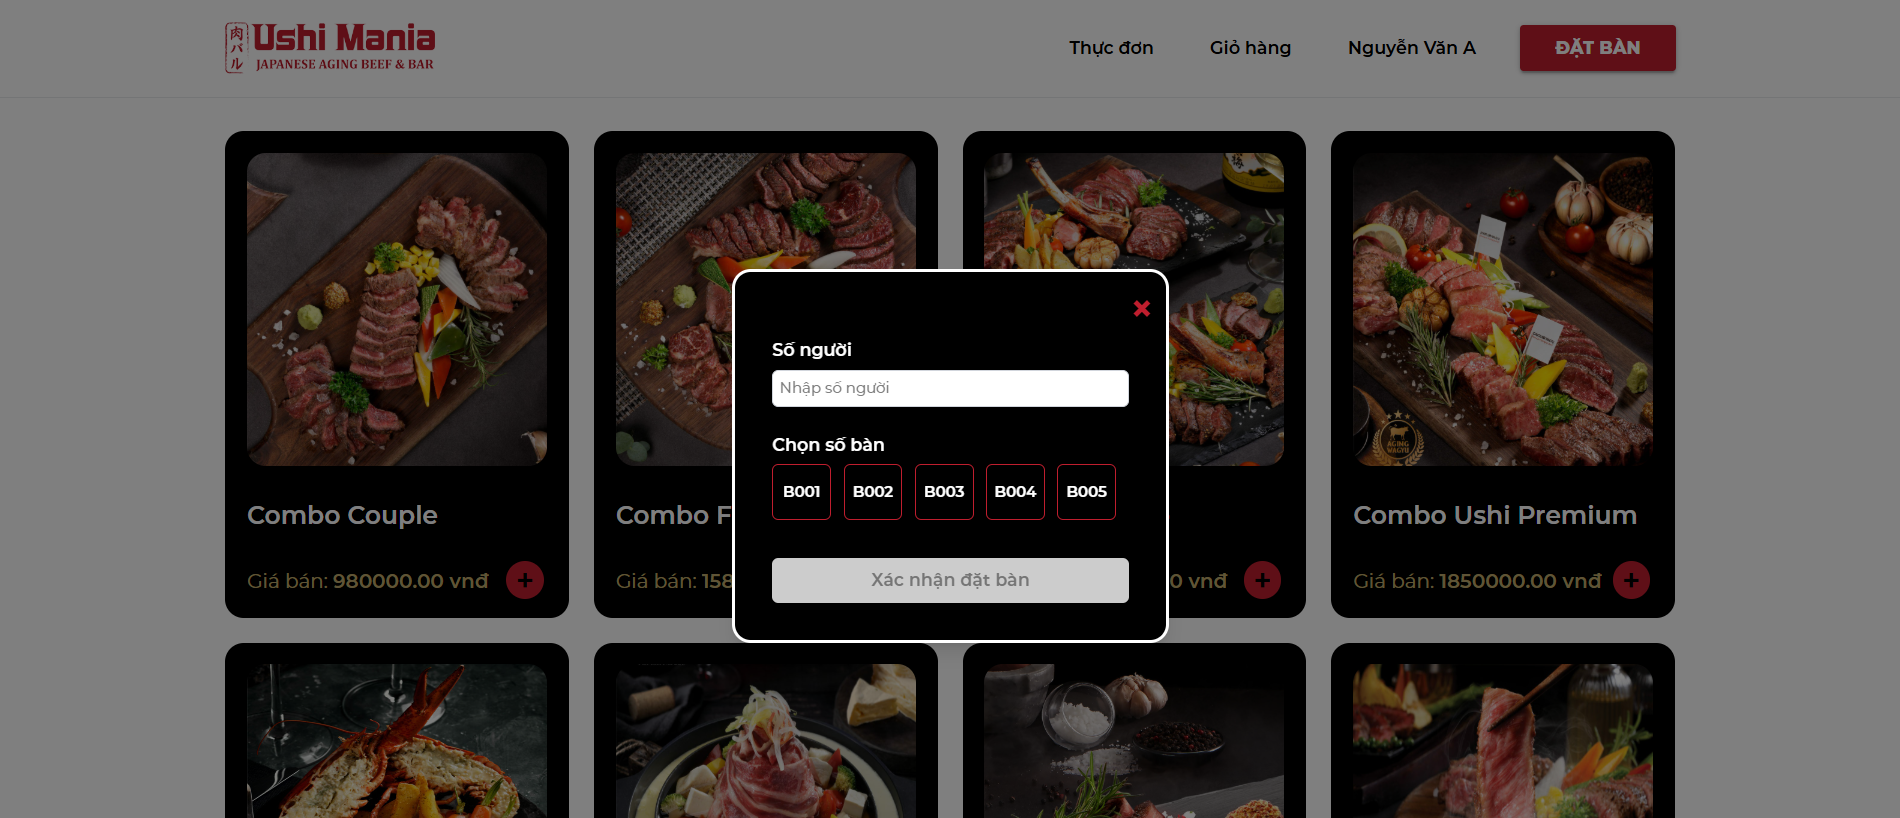 肉バル
Ushi Mania
JAPANESE AGING BEEF & BAR
Thực đơn
Giỏ hàng
Nguyễn Văn A
ĐẶT BÀN
Số người
Nhập số người
Chọn số bàn
B001 B002 B003 B004 B005
Xác nhận đặt bàn
Combo Couple
Combo F
Combo Ushi Premium
Giá bán: 980000.00 vnđ
Giá bán: 158
0 vnđ
Giá bán: 1850000.00 vnđ
AGING
WAGYU